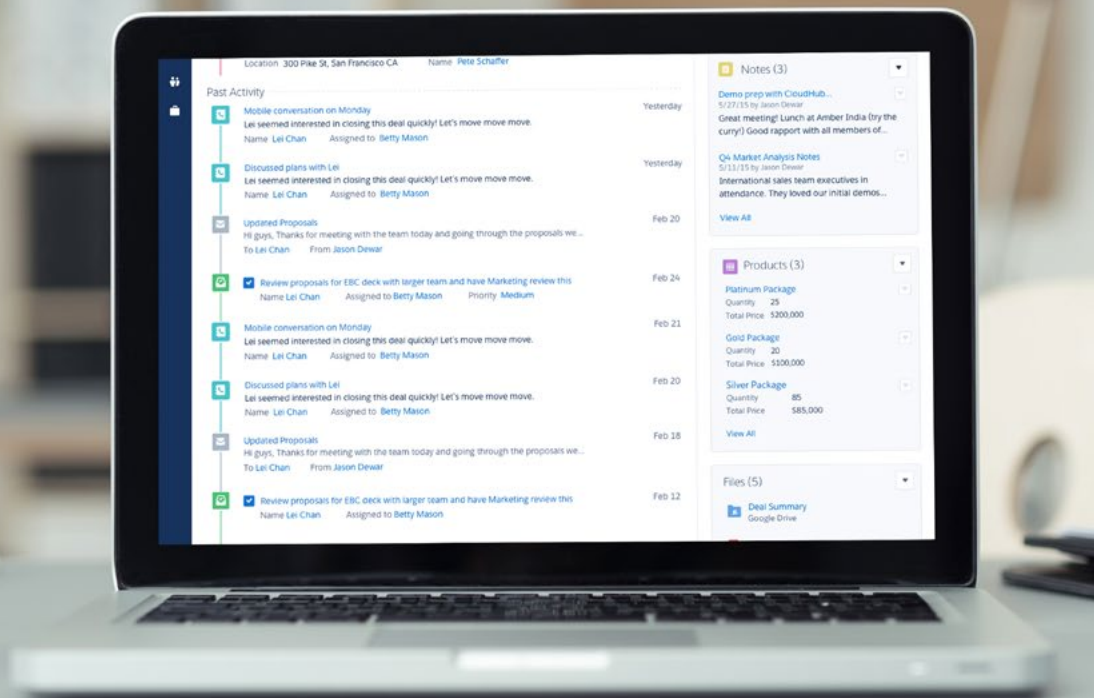 Location 300 Pike St, San Francisco CA Name Pete Schaffer
Past Activity
Mobile conversation on Monday Yesterday
Lei seemed interested in closing this deal quickly! Let's move move move.
Name Lei Chan Assigned to Betty Mason
Discussed plans with Lei Yesterday
Lei seemed interested in closing this deal quickly! Let's move move move.
Name Lei Chan Assigned to Betty Mason
Updated Proposals Feb 20
Hi guys, Thanks for meeting with the team today and going through the proposals we...
To Lei Chan From Jason Dewar
Review proposals for EBC deck with larger team and have Marketing review this Feb 24
Name Lei Chan Assigned to Betty Mason Priority Medium
Mobile conversation on Monday Feb 21
Lei seemed interested in closing this deal quickly! Let's move move move.
Name Lei Chan Assigned to Betty Mason
Discussed plans with Lei Feb 20
Lei seemed interested in closing this deal quickly! Let's move move move.
Name Lei Chan Assigned to Betty Mason
Updated Proposals Feb 18
Hi guys, Thanks for meeting with the team today and going through the proposals we...
To Lei Chan From Jason Dewar
Review proposals for EBC deck with larger team and have Marketing review this Feb 12
Name Lei Chan Assigned to Betty Mason
Notes (3)
Demo prep with CloudHub...
5/27/15 by Jason Dewar
Great meeting! Lunch at Amber India (try the
curry!) Good rapport with all members of...
Q4 Market Analysis Notes
5/11/15 by Jason Dewar
International sales team executives in
attendance. They loved our initial demos...
View All
Products (3)
Platinum Package
Quantity 25
Total Price $200,000
Gold Package
Quantity 20
Total Price $100,000
Silver Package
Quantity 85
Total Price $85,000
View All
Files (5)
Deal Summary
Google Drive